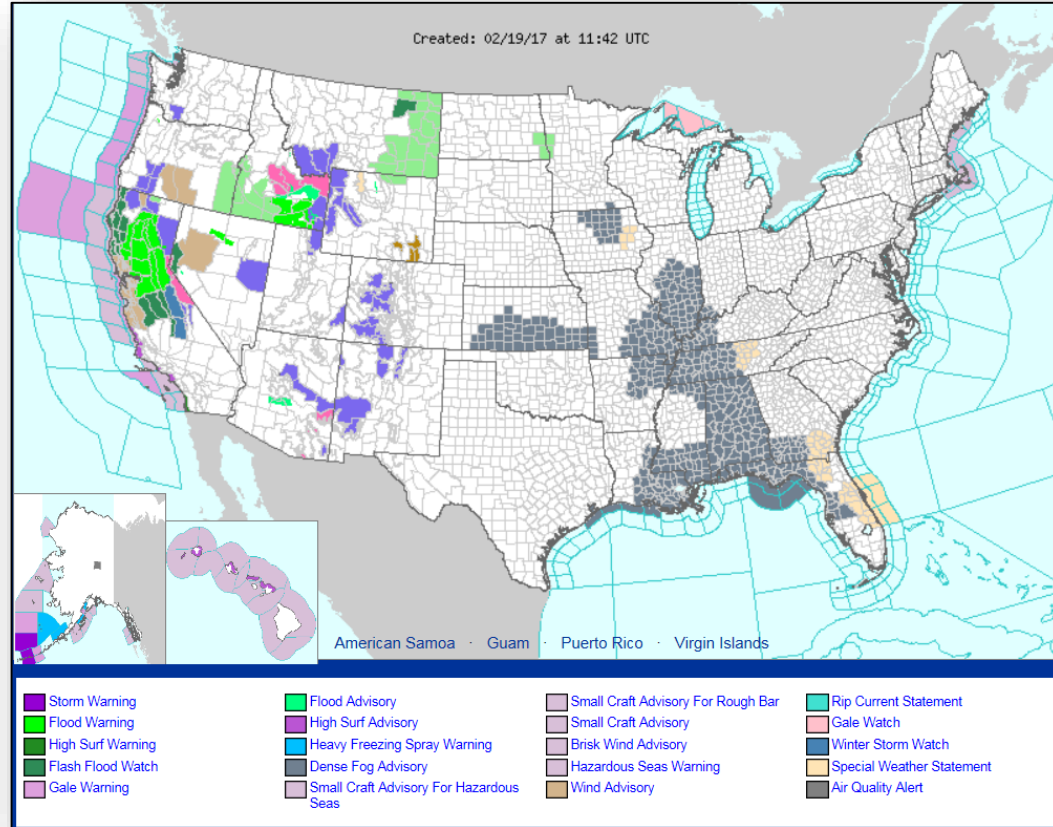 Created: 02/19/17 at 11:42 UTC
American Samoa · Guam · Puerto Rico · Virgin Islands
Storm Warning
Flood Warning
High Surf Warning
Flash Flood Watch
Gale Warning
Flood Advisory
High Surf Advisory
Heavy Freezing Spray Warning
Dense Fog Advisory
Small Craft Advisory For Hazardous
Seas
Small Craft Advisory For Rough Bar
Small Craft Advisory
Brisk Wind Advisory
Hazardous Seas Warning
Wind Advisory
Rip Current Statement
Gale Watch
Winter Storm Watch
Special Weather Statement
Air Quality Alert